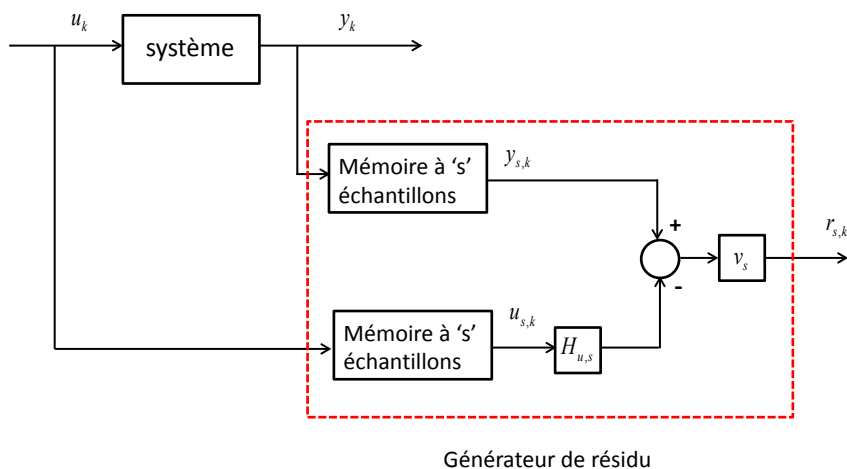 u_k
système
y_k
Mémoire à 's'
échantillons
y_{s,k}
+
r_{s,k}
v_s
-
u_{s,k}
Mémoire à 's'
échantillons
H_{u,s}
Générateur de résidu